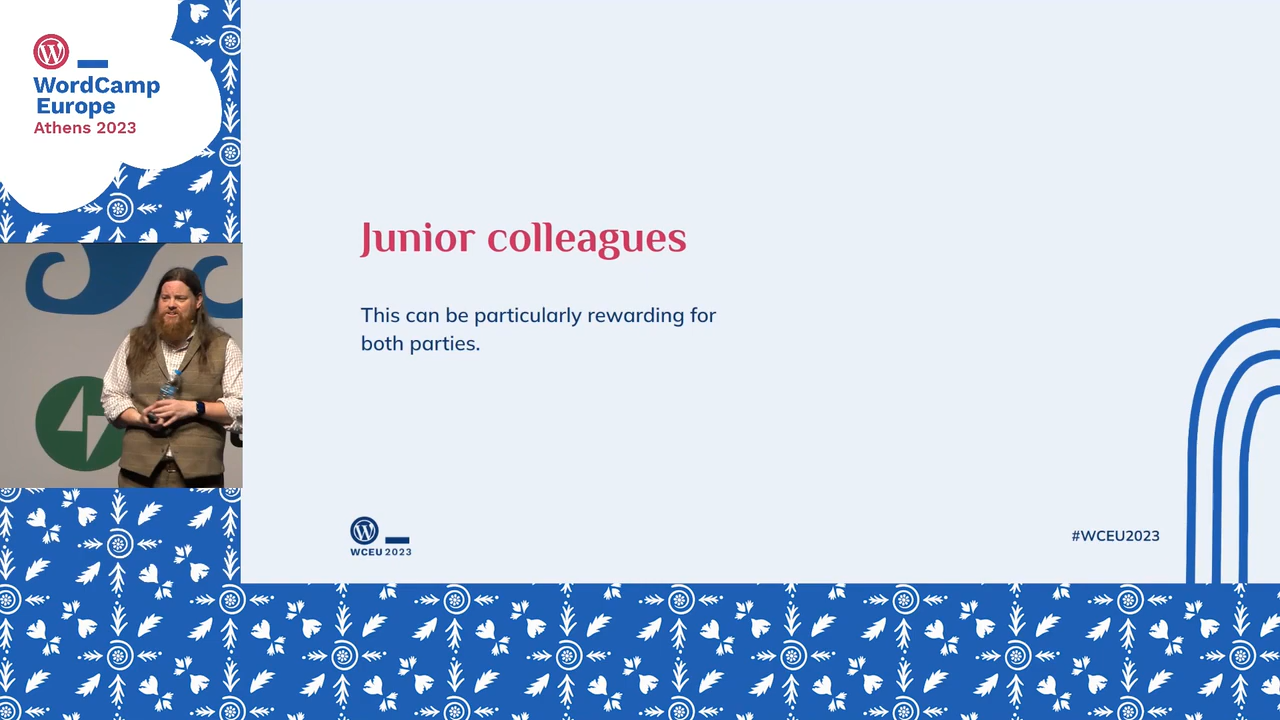 WordCamp
Europe
Athens 2023
Junior colleagues
This can be particularly rewarding for
both parties.
WCEU 2023
#WCEU2023